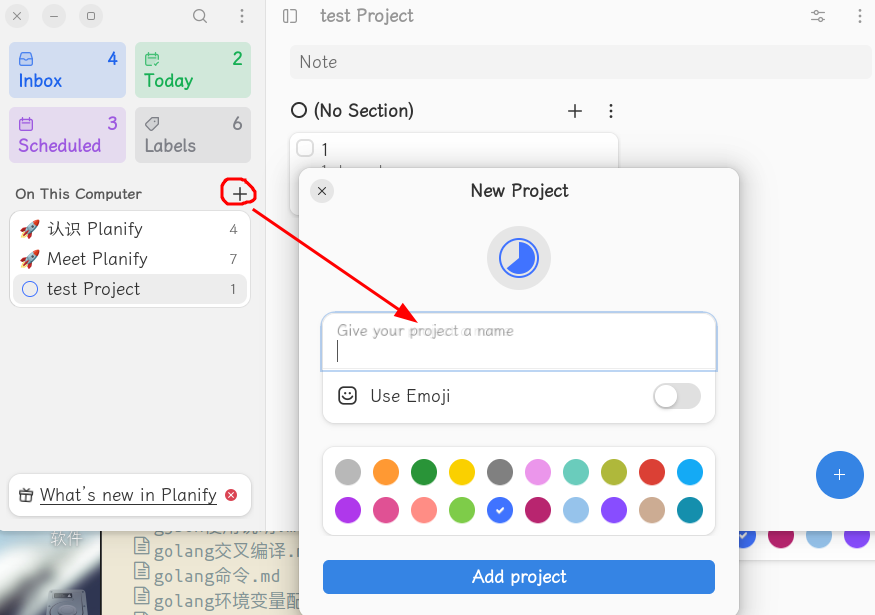 test Project
4
Inbox
2
Today
3
Scheduled
6
Labels
Note
(No Section)
1
On This Computer
🚀 认识 Planify 4
🚀 Meet Planify 7
test Project 1
What's new in Planify
New Project
Give your project a name
Use Emoji
Add project
软件
golang交叉编译.
golang命令.md
golang环境变量配